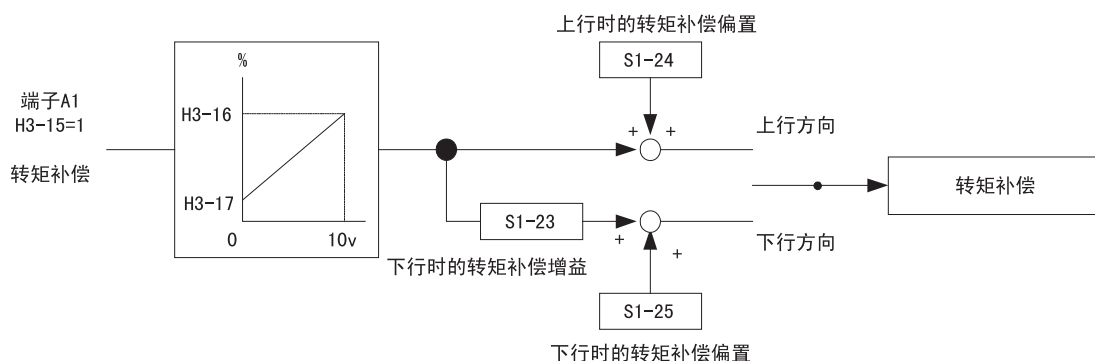 上行时的转矩补偿偏置
S1-24
%
端子A1
H3-15=1
转矩补偿
H3-16
H3-17
0
10v
+ +
上行方向
转矩补偿
S1-23
+
+
下行方向
下行时的转矩补偿增益
S1-25
下行时的转矩补偿偏置